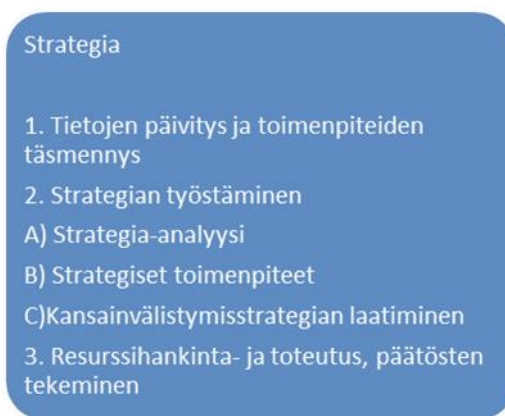 Strategia
1. Tietojen päivitys ja toimenpiteiden
täsmennys
2. Strategian työstäminen
A) Strategia-analyysi
B) Strategiset toimenpiteet
C)Kansainvälistymisstrategian laatiminen
3. Resurssihankinta- ja toteutus, päätösten
tekeminen